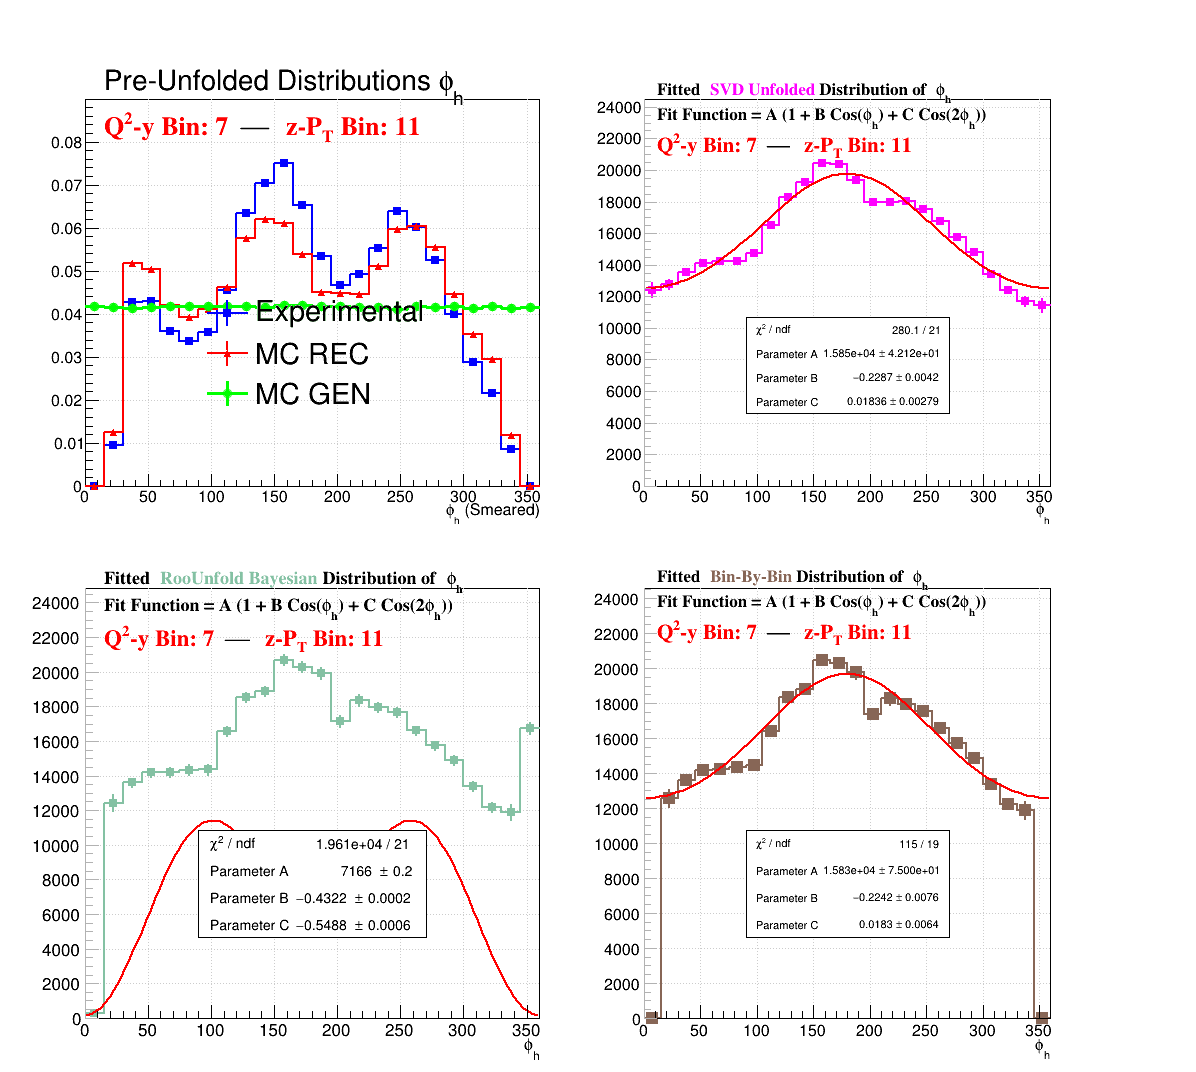 Pre-Unfolded Distributions ϕh
Q²-y Bin: 7 — z-PT Bin: 11
0.08
0.07
0.06
0.05
0.04
0.03
0.02
0.01
0
Experimental
MC REC
MC GEN
0 50 100 150 200 250 300 350
ϕh (Smeared)
Fitted SVD Unfolded Distribution of ϕh
Fit Function = A (1 + B Cos(ϕh) + C Cos(2ϕh))
Q²-y Bin: 7 — z-PT Bin: 11
24000
22000
20000
18000
16000
14000
12000
10000
8000
6000
4000
2000
0
χ² / ndf 280.1 / 21
Parameter A 1.585e+04 ± 4.212e+01
Parameter B −0.2287 ± 0.0042
Parameter C 0.01836 ± 0.00279
0 50 100 150 200 250 300 350
ϕh
Fitted RooUnfold Bayesian Distribution of ϕh
Fit Function = A (1 + B Cos(ϕh) + C Cos(2ϕh))
Q²-y Bin: 7 — z-PT Bin: 11
24000
22000
20000
18000
16000
14000
12000
10000
8000
6000
4000
2000
0
χ² / ndf 1.961e+04 / 21
Parameter A 7166 ± 0.2
Parameter B −0.4322 ± 0.0002
Parameter C −0.5488 ± 0.0006
0 50 100 150 200 250 300 350
ϕh
Fitted Bin-By-Bin Distribution of ϕh
Fit Function = A (1 + B Cos(ϕh) + C Cos(2ϕh))
Q²-y Bin: 7 — z-PT Bin: 11
24000
22000
20000
18000
16000
14000
12000
10000
8000
6000
4000
2000
0
χ² / ndf 115 / 19
Parameter A 1.583e+04 ± 7.500e+01
Parameter B −0.2242 ± 0.0076
Parameter C 0.0183 ± 0.0064
0 50 100 150 200 250 300 350
ϕh